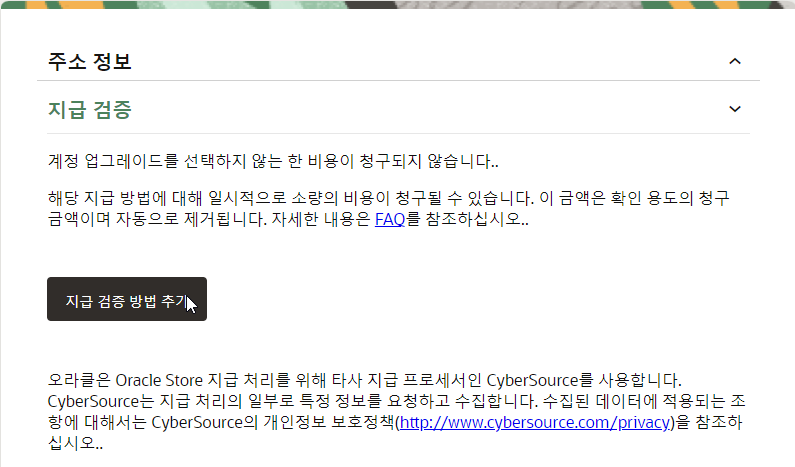 주소 정보
지급 검증
계정 업그레이드를 선택하지 않는 한 비용이 청구되지 않습니다..
해당 지급 방법에 대해 일시적으로 소량의 비용이 청구될 수 있습니다. 이 금액은 확인 용도의 청구
금액이며 자동으로 제거됩니다. 자세한 내용은 FAQ를 참조하십시오..
지급 검증 방법 추가
오라클은 Oracle Store 지급 처리를 위해 타사 지급 프로세서인 CyberSource를 사용합니다.
CyberSource는 지급 처리의 일부로 특정 정보를 요청하고 수집합니다. 수집된 데이터에 적용되는 조
항에 대해서는 CyberSource의 개인정보 보호정책(http://www.cybersource.com/privacy)을 참조하
십시오..